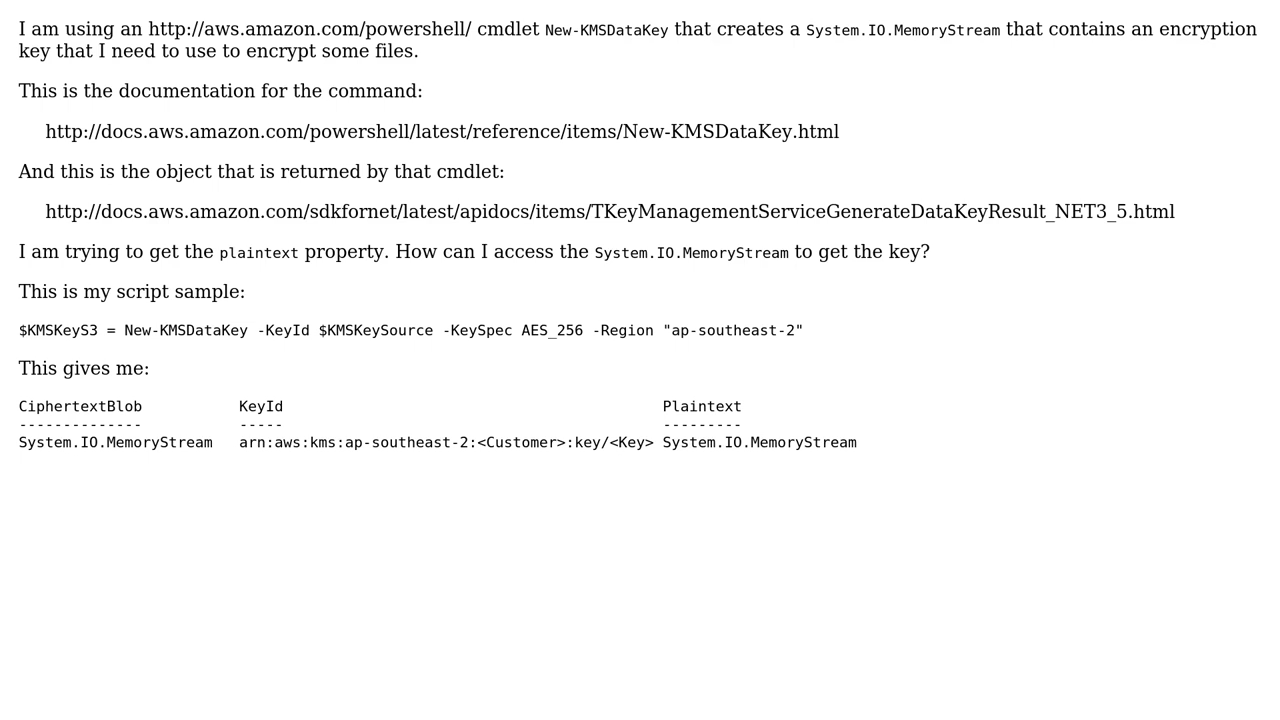 I am using an http://aws.amazon.com/powershell/ cmdlet New-KMSDataKey that creates a System.IO.MemoryStream that contains an encryption
key that I need to use to encrypt some files.
This is the documentation for the command:
http://docs.aws.amazon.com/powershell/latest/reference/items/New-KMSDataKey.html
And this is the object that is returned by that cmdlet:
http://docs.aws.amazon.com/sdkfornet/latest/apidocs/items/TKeyManagementServiceGenerateDataKeyResult_NET3_5.html
I am trying to get the plaintext property. How can I access the System.IO.MemoryStream to get the key?
This is my script sample:
$KMSKeyS3 = New-KMSDataKey -KeyId $KMSKeySource -KeySpec AES_256 -Region "ap-southeast-2"
This gives me:
CiphertextBlob           KeyId                                           Plaintext
--------------           -----                                           ---------
System.IO.MemoryStream   arn:aws:kms:ap-southeast-2:<Customer>:key/<Key> System.IO.MemoryStream